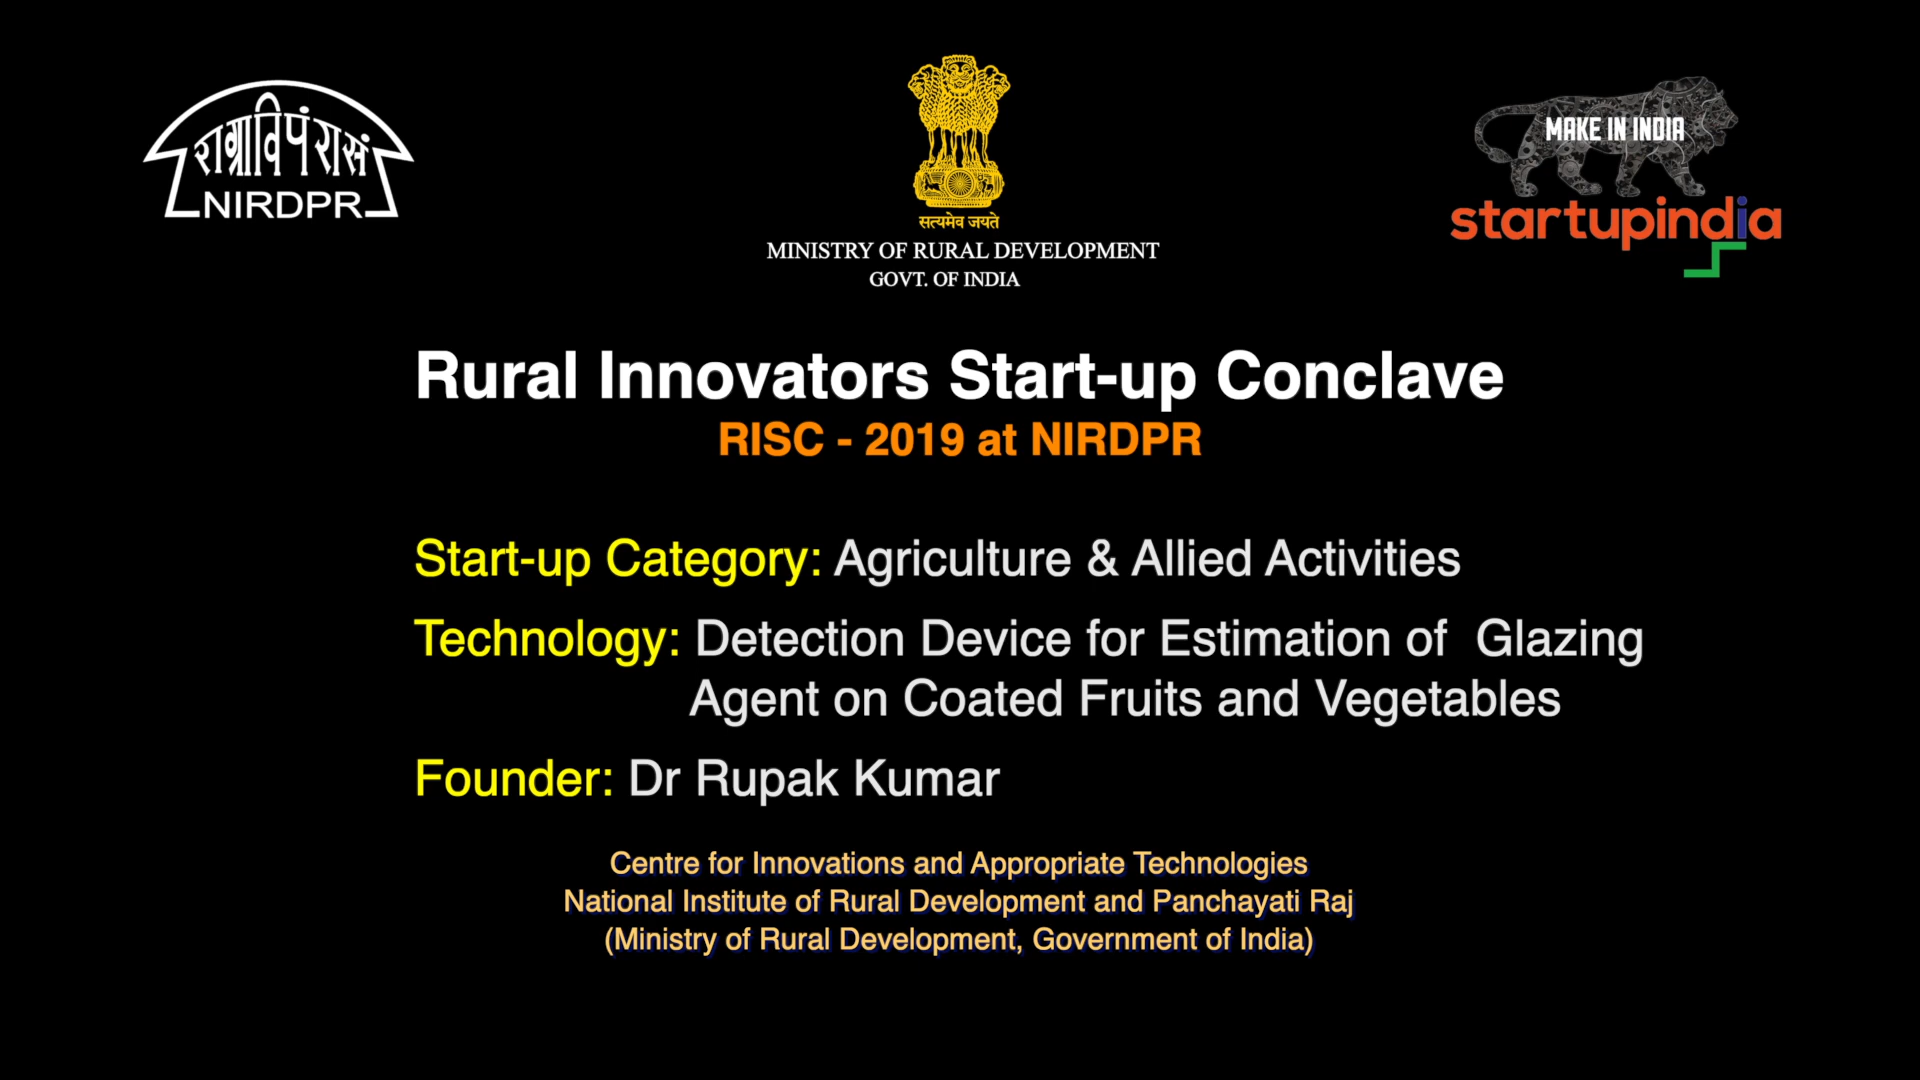 राग्राविपंरासं
NIRDPR
सत्यमेव जयते
MINISTRY OF RURAL DEVELOPMENT
GOVT. OF INDIA
MAKE IN INDIA
startupindia
Rural Innovators Start-up Conclave
RISC - 2019 at NIRDPR
Start-up Category: Agriculture & Allied Activities
Technology: Detection Device for Estimation of Glazing
Agent on Coated Fruits and Vegetables
Founder: Dr Rupak Kumar
Centre for Innovations and Appropriate Technologies
National Institute of Rural Development and Panchayati Raj
(Ministry of Rural Development, Government of India)